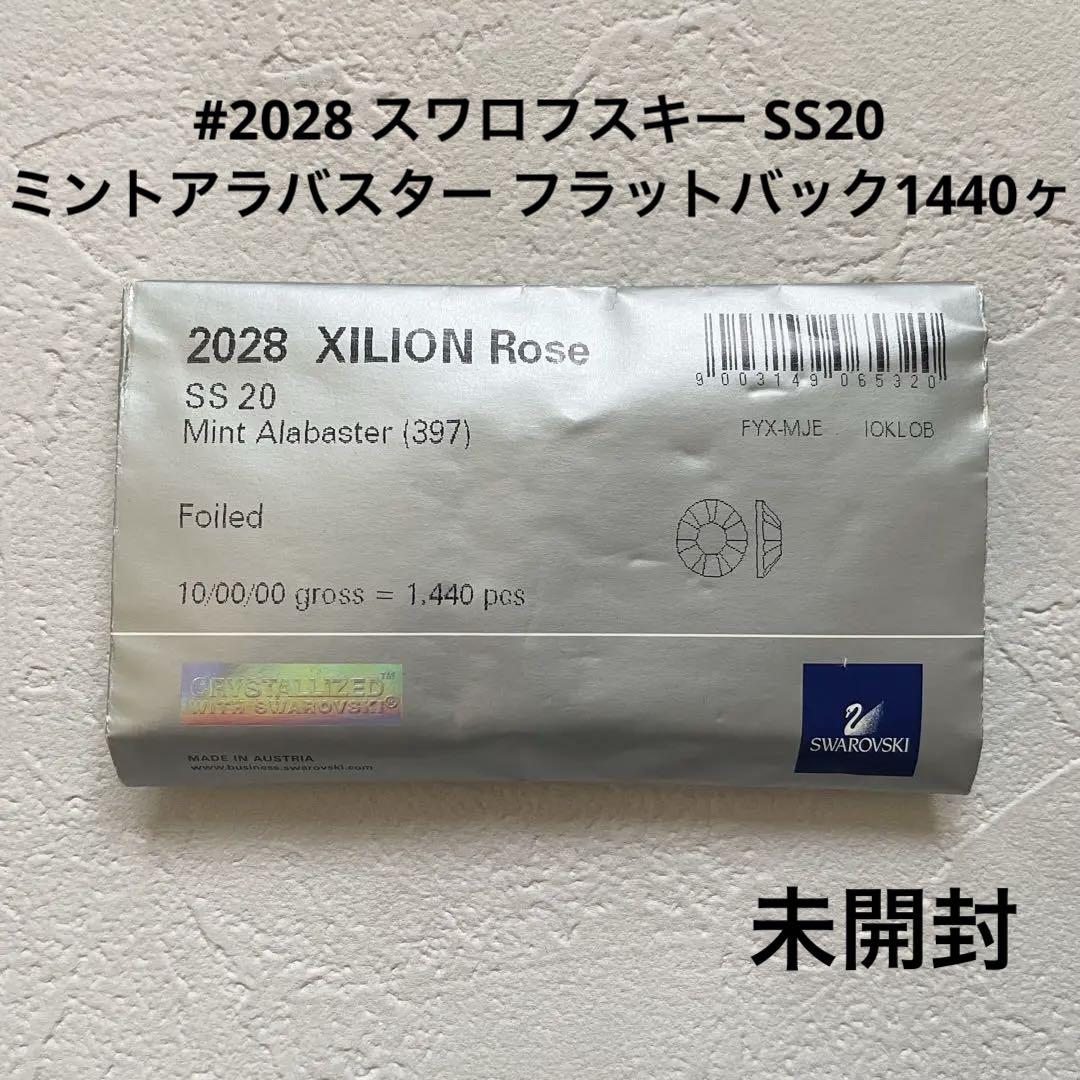 #2028 スワロフスキー SS20
ミントアラバスター フラットバック1440ヶ
2028 XILION Rose
SS 20
Mint Alabaster (397)
9 003149 065320
FYX-MJE IOKLOB
Foiled
10/00/00 gross = 1,440 pcs
CRYSTALLIZED™
WITH SWAROVSKI®
MADE IN AUSTRIA
www.business.swarovski.com
SWAROVSKI
未開封